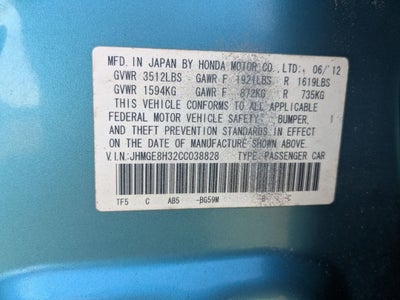 MFD. IN JAPAN BY HONDA MOTOR CO., LTD. 06/12
GVWR 3512LBS GAWR F 1921LBS R 1619LBS
GVWR 1594KG GAWR F 872KG R 735KG
THIS VEHICLE CONFORMS TO ALL APPLICABLE
FEDERAL MOTOR VEHICLE SAFETY, BUMPER,
AND THEFT PREVENTION STANDARDS IN EFFECT
ON THE DATE OF MANUFACTURE SHOWN ABOVE.
V.I.N:JHMGE8H32CC038828 TYPE: PASSENGER CAR
TF5 C AB5 -BG59M -B -C